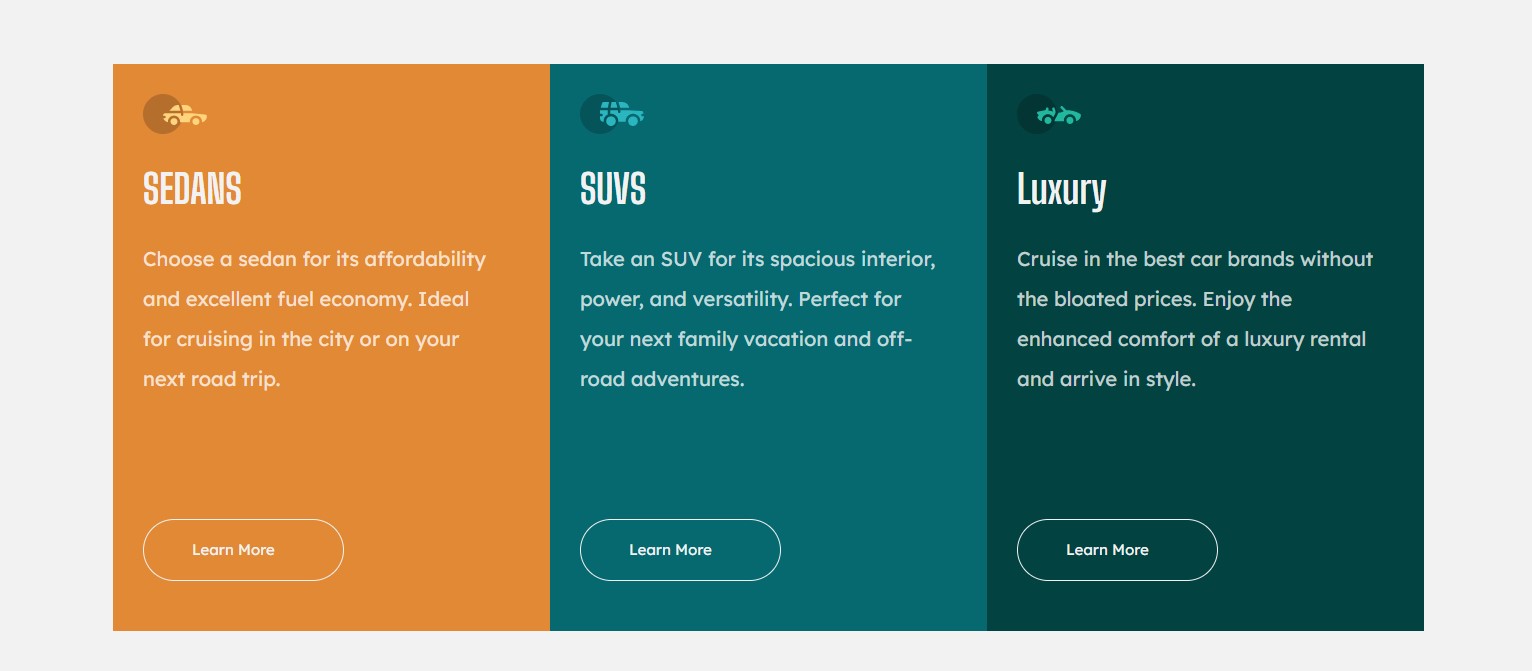 SEDANS
Choose a sedan for its affordability
and excellent fuel economy. Ideal
for cruising in the city or on your
next road trip.
Learn More
SUVS
Take an SUV for its spacious interior,
power, and versatility. Perfect for
your next family vacation and off-
road adventures.
Learn More
Luxury
Cruise in the best car brands without
the bloated prices. Enjoy the
enhanced comfort of a luxury rental
and arrive in style.
Learn More